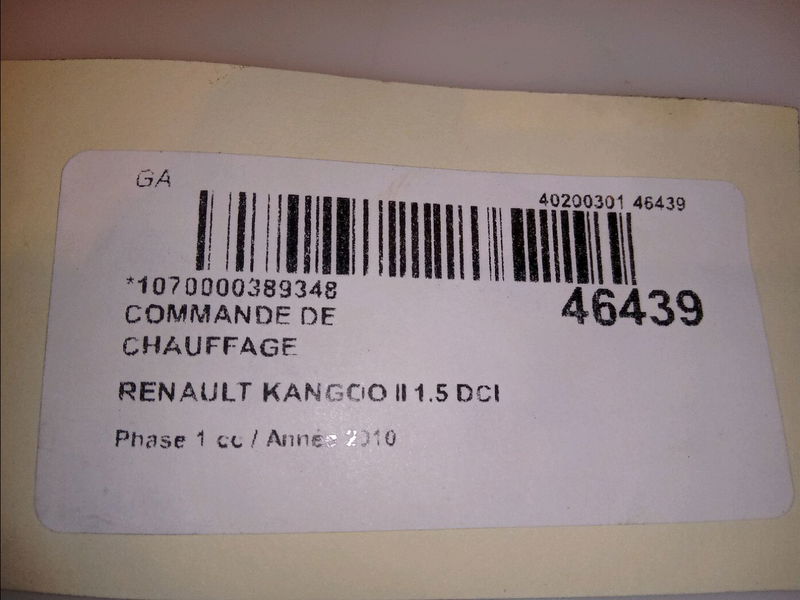 GA
40200301 46439
*1070000389348
46439
COMMANDE DE
CHAUFFAGE
RENAULT KANGOO II 1.5 DCI
Phase 1 cc / Année 2010